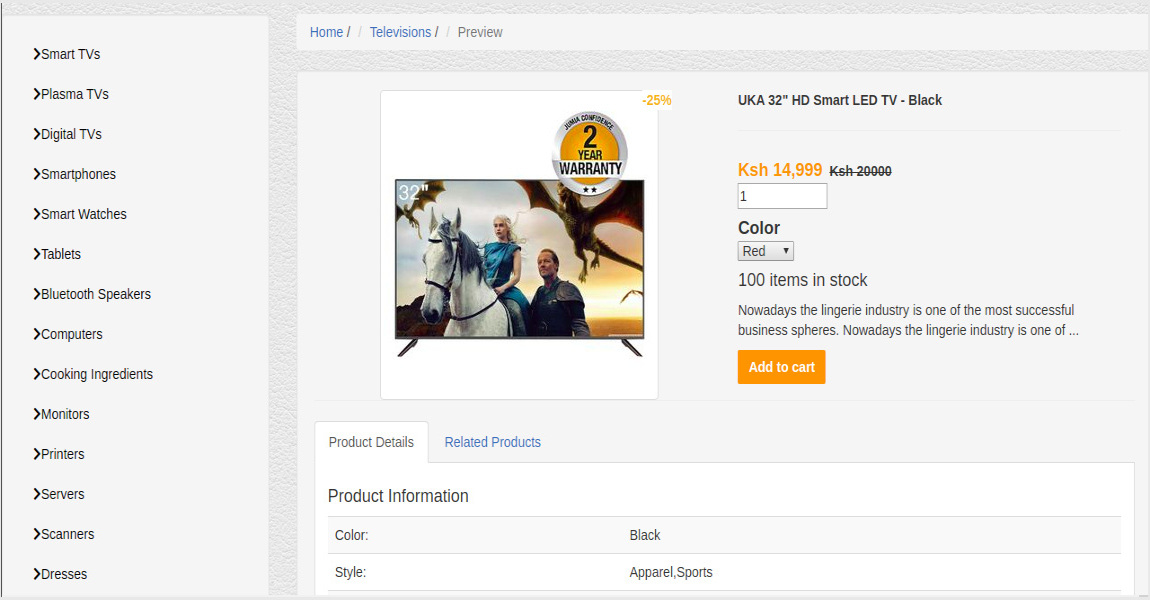 Home / / Televisions / / Preview
Smart TVs
Plasma TVs
Digital TVs
Smartphones
Smart Watches
Tablets
Bluetooth Speakers
Computers
Cooking Ingredients
Monitors
Printers
Servers
Scanners
Dresses
-25%
JUMIA CONFIDENCE
2
YEAR
WARRANTY
32"
UKA 32" HD Smart LED TV - Black
Ksh 14,999 Ksh 20000
1
Color
Red
100 items in stock
Nowadays the lingerie industry is one of the most successful
business spheres. Nowadays the lingerie industry is one of ...
Add to cart
Product Details Related Products
Product Information
Color: Black
Style: Apparel,Sports